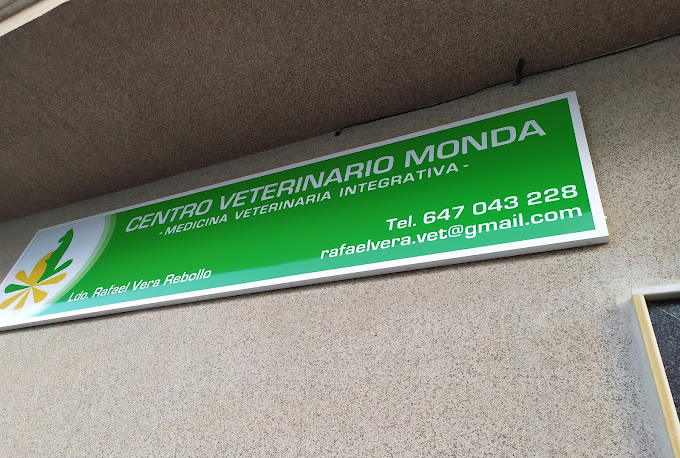 CENTRO VETERINARIO MONDA
- MEDICINA VETERINARIA INTEGRATIVA -
Tel. 647 043 228
rafaelvera.vet@gmail.com
Ldo. Rafael Vera Rebollo